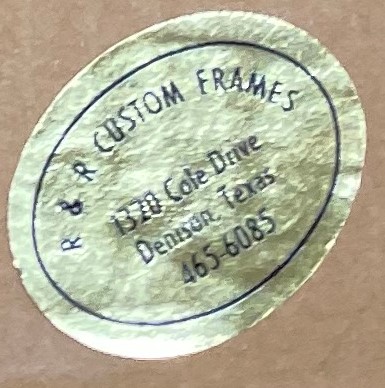 R & R CUSTOM FRAMES
1320 Cole Drive
Denison, Texas
465-6085